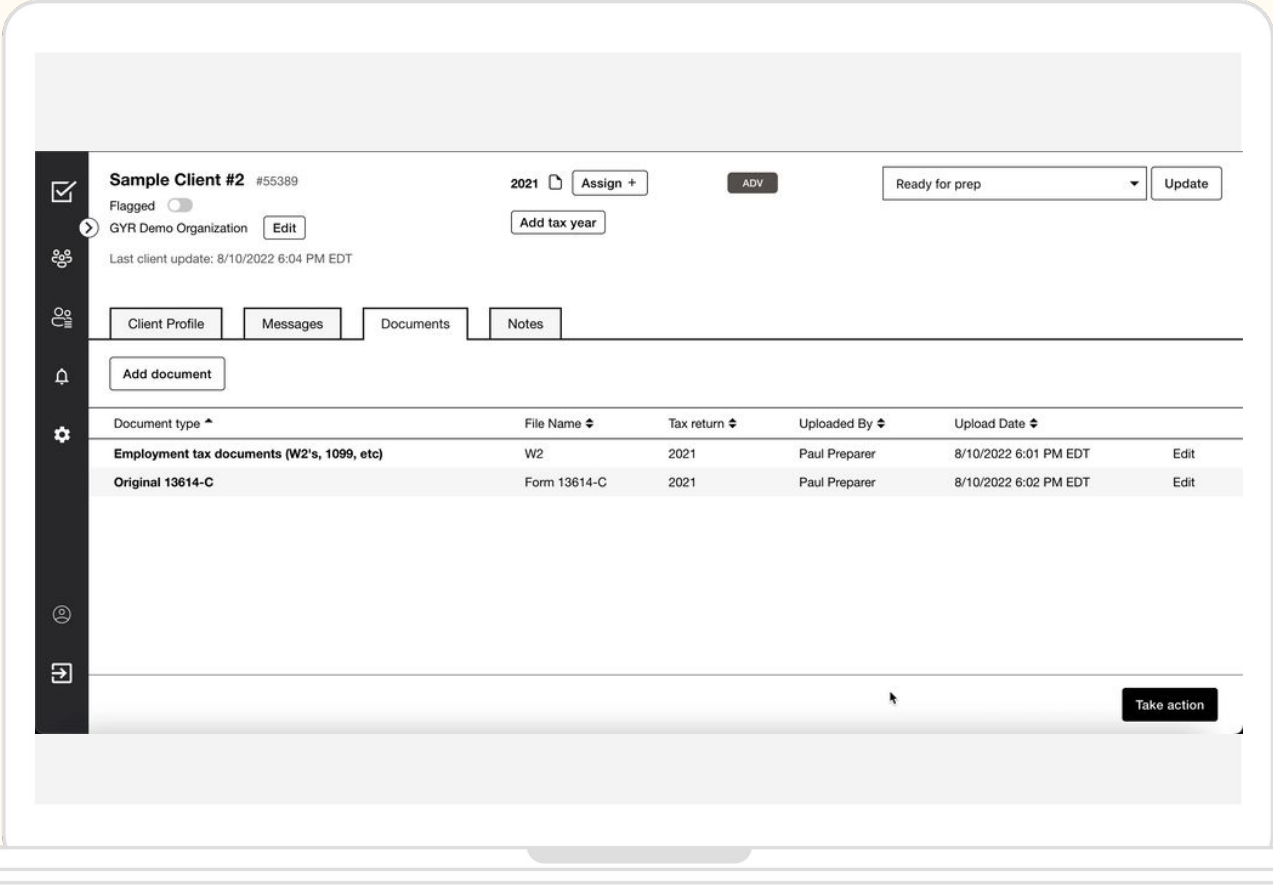 Sample Client #2 #55389
2021 Assign +
ADV
Ready for prep
Update
Flagged
GYR Demo Organization Edit
Add tax year
Last client update: 8/10/2022 6:04 PM EDT
Client Profile Messages Documents Notes
Add document
Document type File Name Tax return Uploaded By Upload Date
Employment tax documents (W2's, 1099, etc) W2 2021 Paul Preparer 8/10/2022 6:01 PM EDT Edit
Original 13614-C Form 13614-C 2021 Paul Preparer 8/10/2022 6:02 PM EDT Edit
Take action